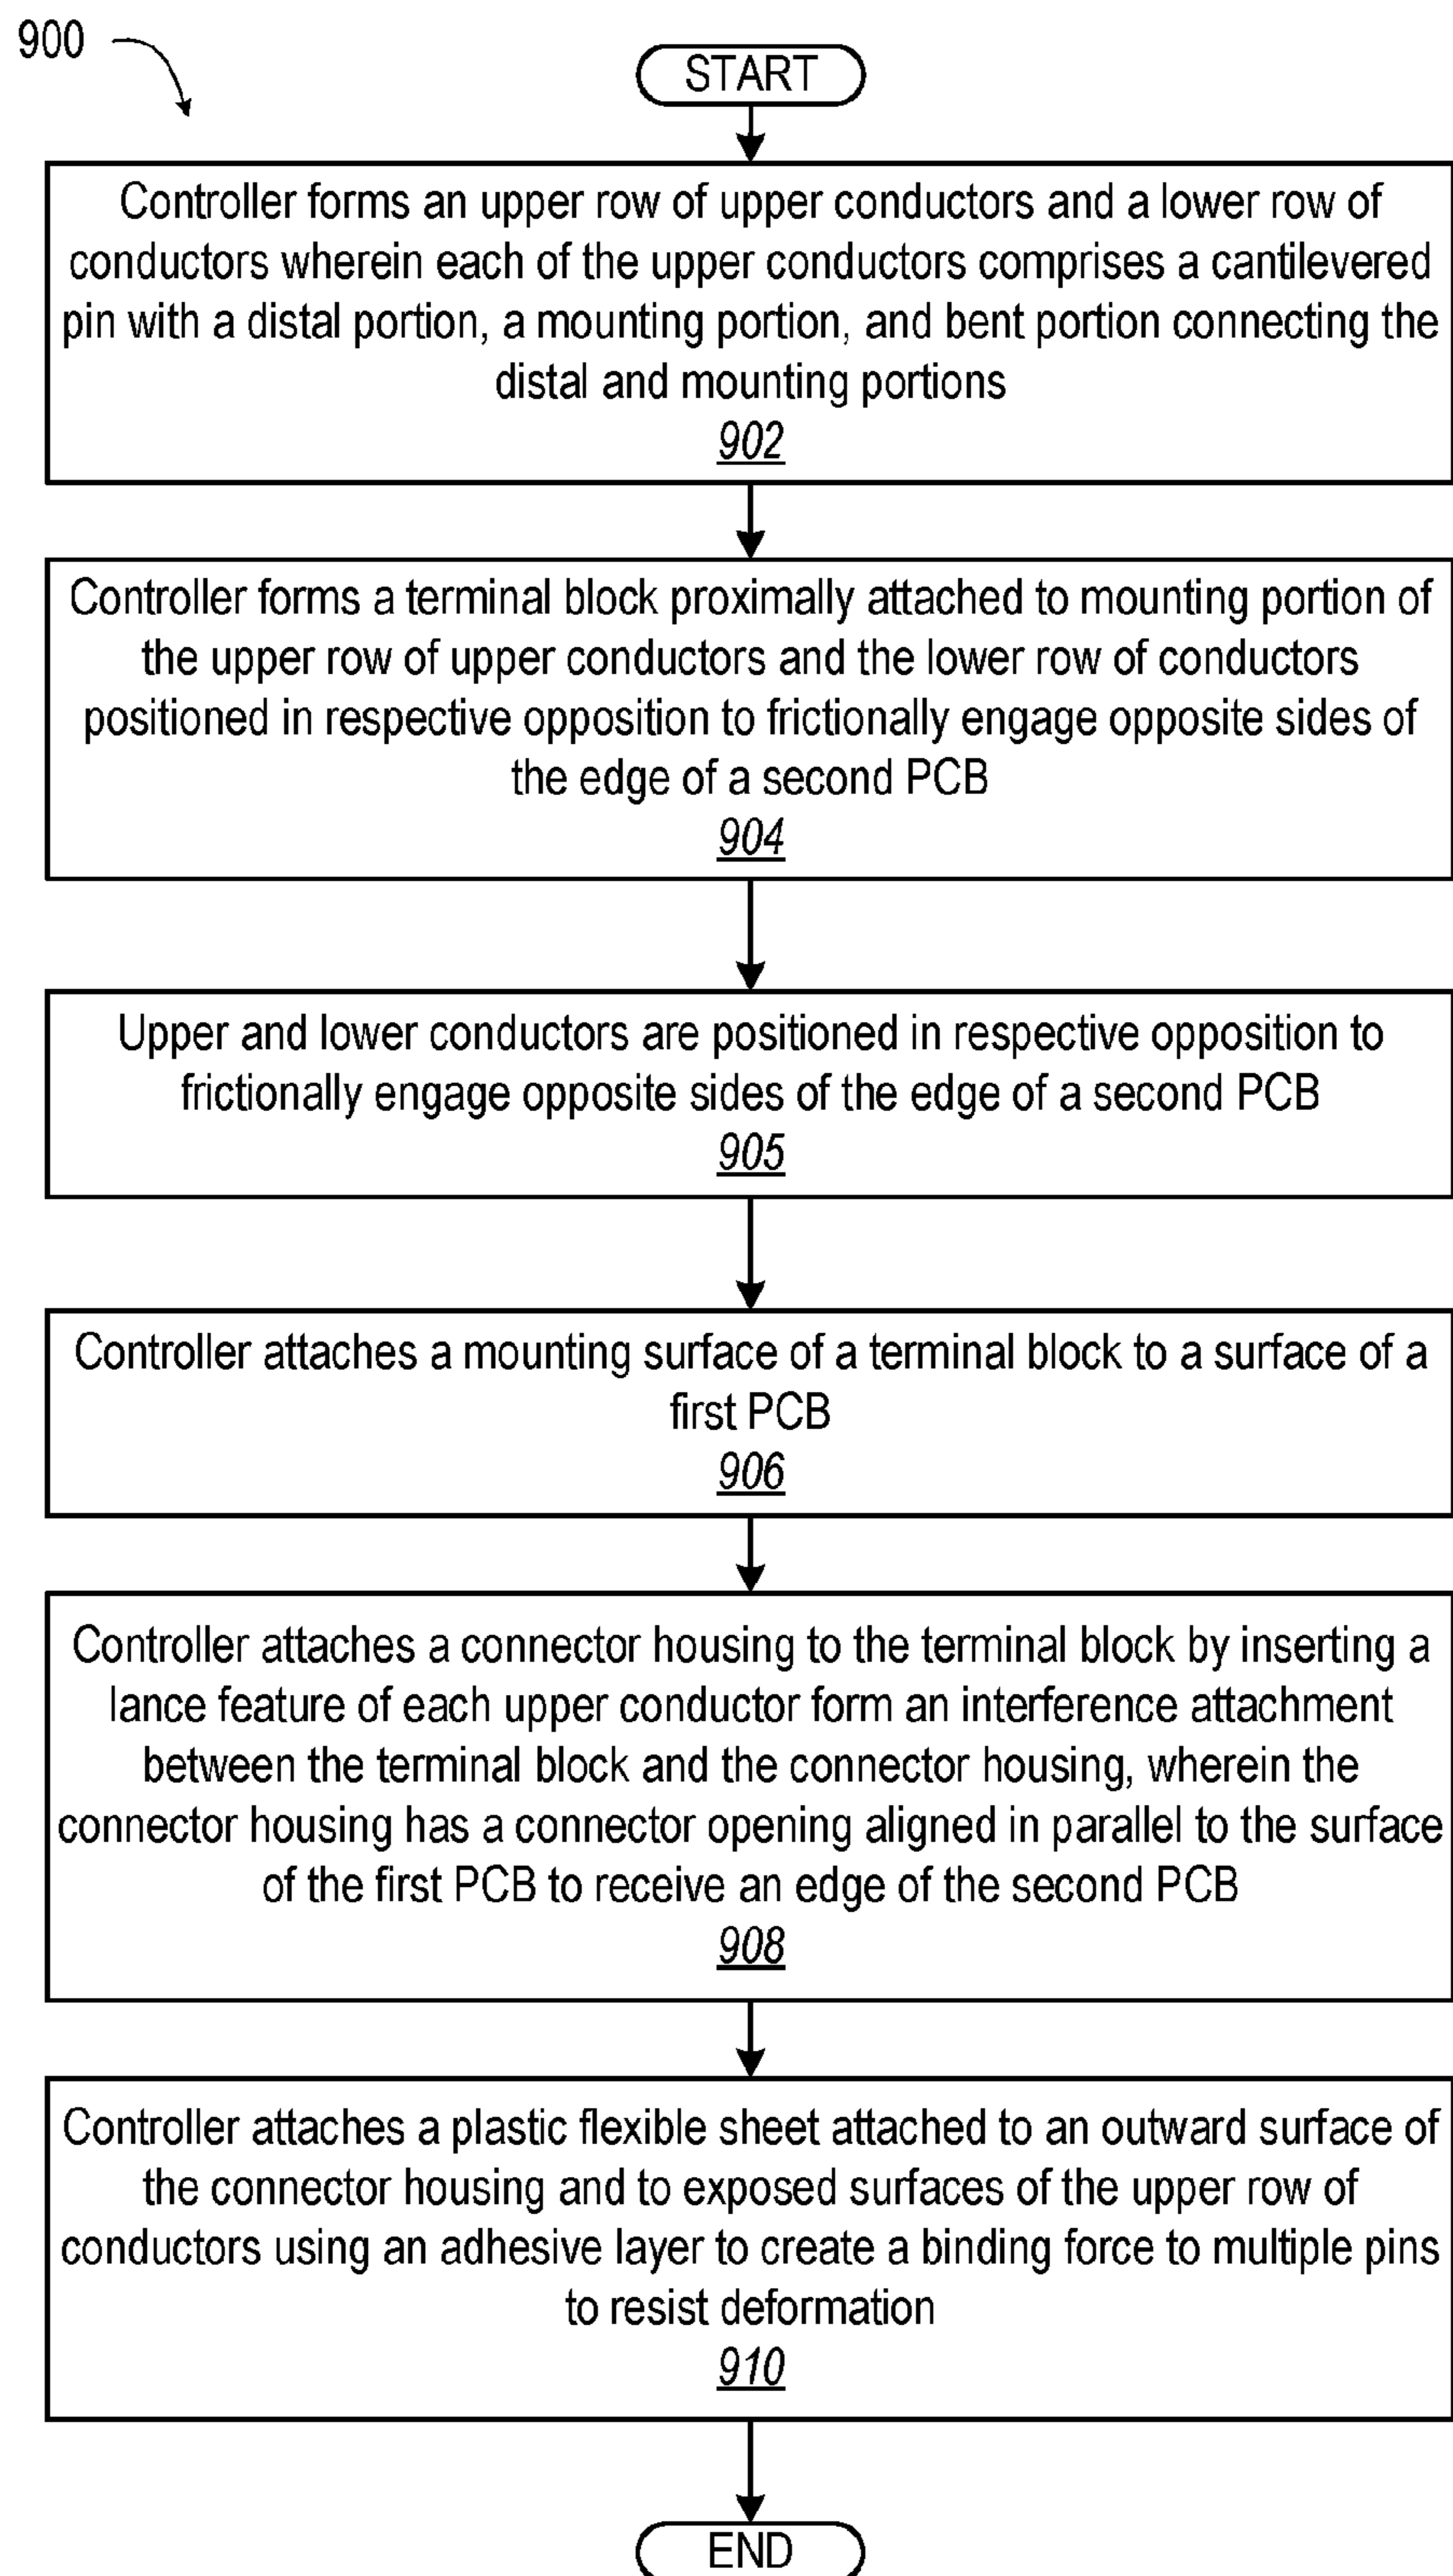 900
START
Controller forms an upper row of upper conductors and a lower row of
conductors wherein each of the upper conductors comprises a cantilevered
pin with a distal portion, a mounting portion, and bent portion connecting the
distal and mounting portions
902
Controller forms a terminal block proximally attached to mounting portion of
the upper row of upper conductors and the lower row of conductors
positioned in respective opposition to frictionally engage opposite sides of
the edge of a second PCB
904
Upper and lower conductors are positioned in respective opposition to
frictionally engage opposite sides of the edge of a second PCB
905
Controller attaches a mounting surface of a terminal block to a surface of a
first PCB
906
Controller attaches a connector housing to the terminal block by inserting a
lance feature of each upper conductor form an interference attachment
between the terminal block and the connector housing, wherein the
connector housing has a connector opening aligned in parallel to the surface
of the first PCB to receive an edge of the second PCB
908
Controller attaches a plastic flexible sheet attached to an outward surface of
the connector housing and to exposed surfaces of the upper row of
conductors using an adhesive layer to create a binding force to multiple pins
to resist deformation
910
END